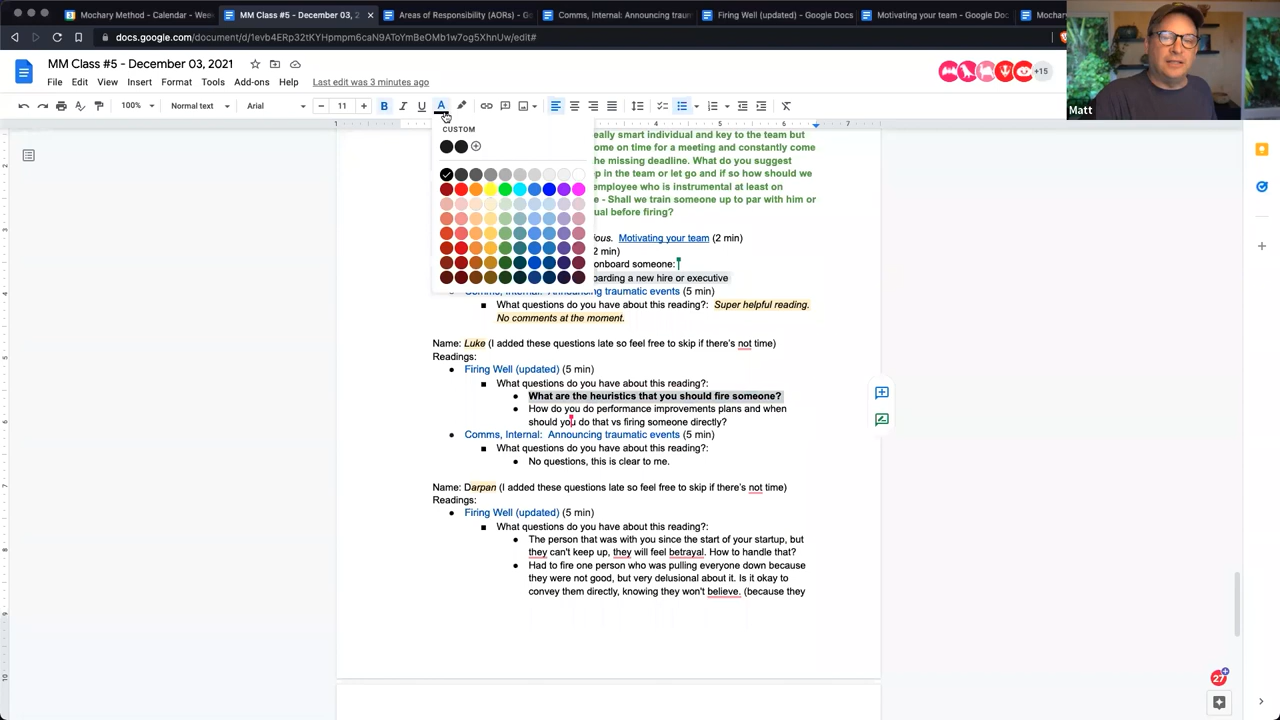 Mochary Method - Calendar - Week
MM Class #5 - December 03, 2
Areas of Responsibility (AORs) - G
Comms, Internal: Announcing traum
Firing Well (updated) - Google Docs
Motivating your team - Google Doc
Mochar
docs.google.com/document/d/1evb4ERp32tKYHpmpm6caN9AToYmBeOMb1w7og5XhnUw/edit#
MM Class #5 - December 03, 2021
File Edit View Insert Format Tools Add-ons Help Last edit was 3 minutes ago
+15
Matt
100% Normal text Arial 11
CUSTOM
1 4 5 6 7
eally smart individual and key to the team but
ome on time for a meeting and constantly come
the missing deadline. What do you suggest
p in the team or let go and if so how should we
employee who is instrumental at least on
e - Shall we train someone up to par with him or
ual before firing?
ious. Motivating your team (2 min)
2 min)
onboard someone:
oarding a new hire or executive
Comms, Internal: Announcing traumatic events (5 min)
What questions do you have about this reading?: Super helpful reading.
No comments at the moment.
Name: Luke (I added these questions late so feel free to skip if there's not time)
Readings:
Firing Well (updated) (5 min)
What questions do you have about this reading?:
What are the heuristics that you should fire someone?
How do you do performance improvements plans and when
should you do that vs firing someone directly?
Comms, Internal: Announcing traumatic events (5 min)
What questions do you have about this reading?:
No questions, this is clear to me.
Name: Darpan (I added these questions late so feel free to skip if there's not time)
Readings:
Firing Well (updated) (5 min)
What questions do you have about this reading?:
The person that was with you since the start of your startup, but
they can't keep up, they will feel betrayal. How to handle that?
Had to fire one person who was pulling everyone down because
they were not good, but very delusional about it. Is it okay to
convey them directly, knowing they won't believe. (because they
27